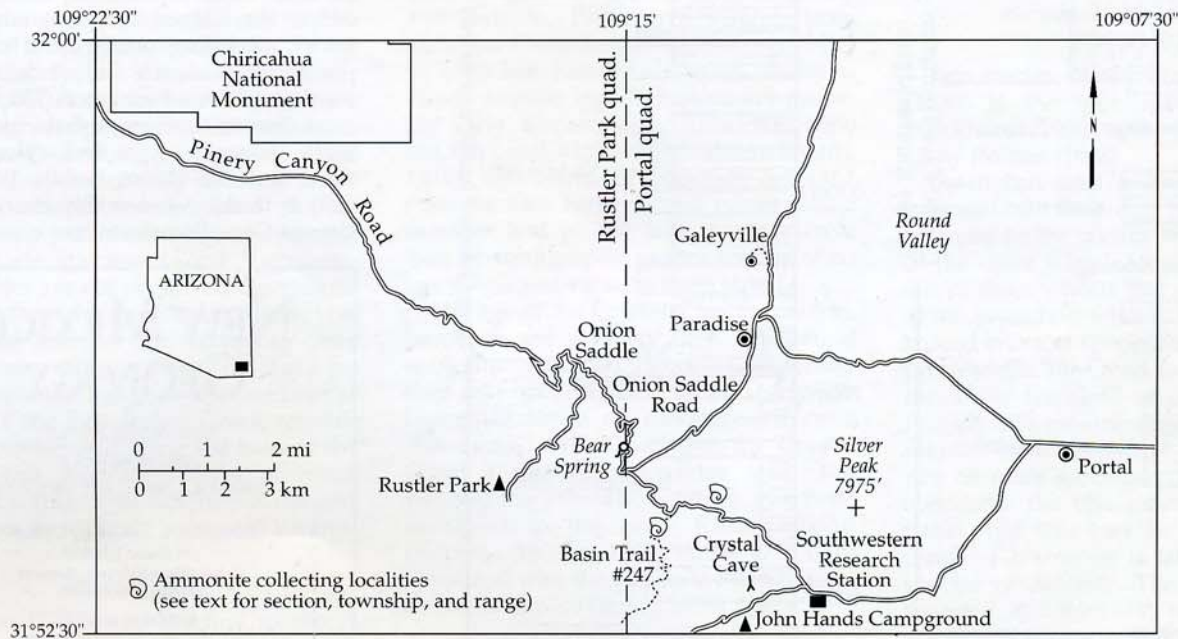 109°22'30"
109°15'
109°07'30"
32°00'
Chiricahua
National
Monument
Pinery Canyon
Road
Rustler Park quad.
Portal quad.
N
Round
Valley
Galeyville
ARIZONA
Paradise
Onion
Saddle
Onion Saddle
Road
0 1 2 mi
0 1 2 3 km
Bear
Spring
Silver
Peak
7975'
Portal
Rustler Park
Basin Trail
#247
Crystal
Cave
Southwestern
Research
Station
Ammonite collecting localities
(see text for section, township, and range)
John Hands Campground
31°52'30"